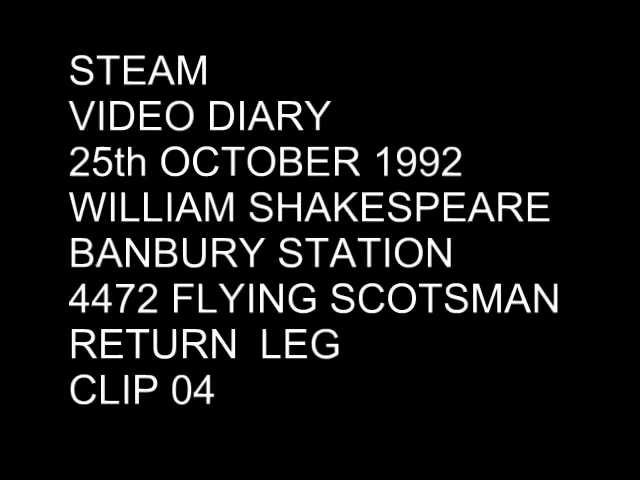 STEAM
VIDEO DIARY
25th OCTOBER 1992
WILLIAM SHAKESPEARE
BANBURY STATION
4472 FLYING SCOTSMAN
RETURN  LEG
CLIP 04